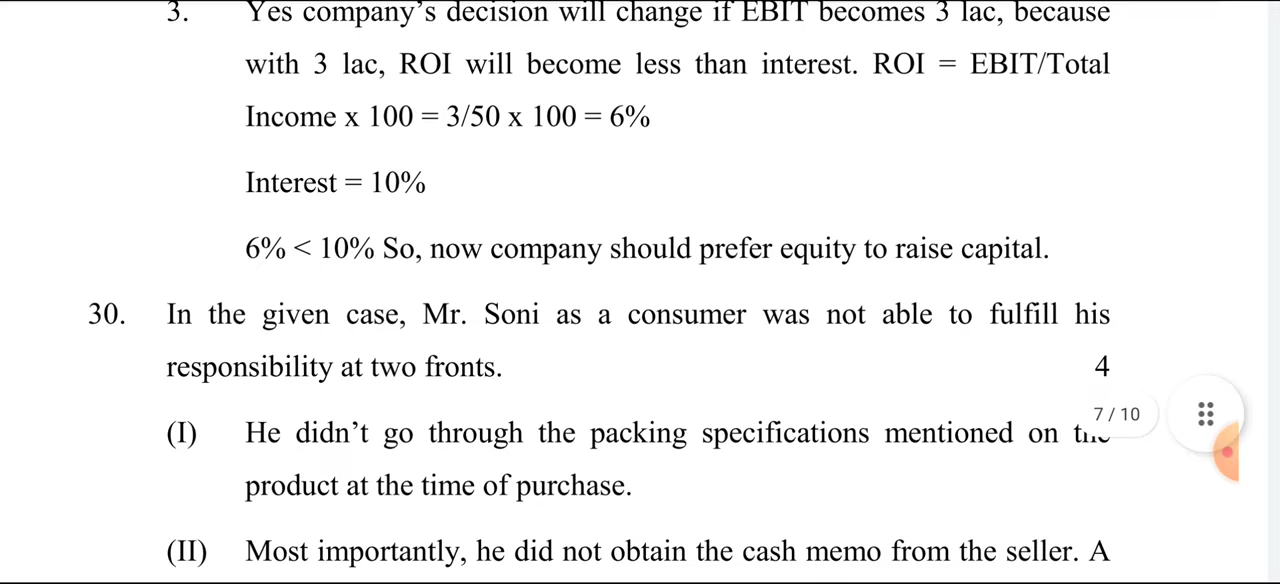 3. Yes company's decision will change if EBIT becomes 3 lac, because
with 3 lac, ROI will become less than interest. ROI = EBIT/Total
Income x 100 = 3/50 x 100 = 6%
Interest = 10%
6% < 10% So, now company should prefer equity to raise capital.
30. In the given case, Mr. Soni as a consumer was not able to fulfill his
responsibility at two fronts. 4
7 / 10
(I) He didn't go through the packing specifications mentioned on the
product at the time of purchase.
(II) Most importantly, he did not obtain the cash memo from the seller. A